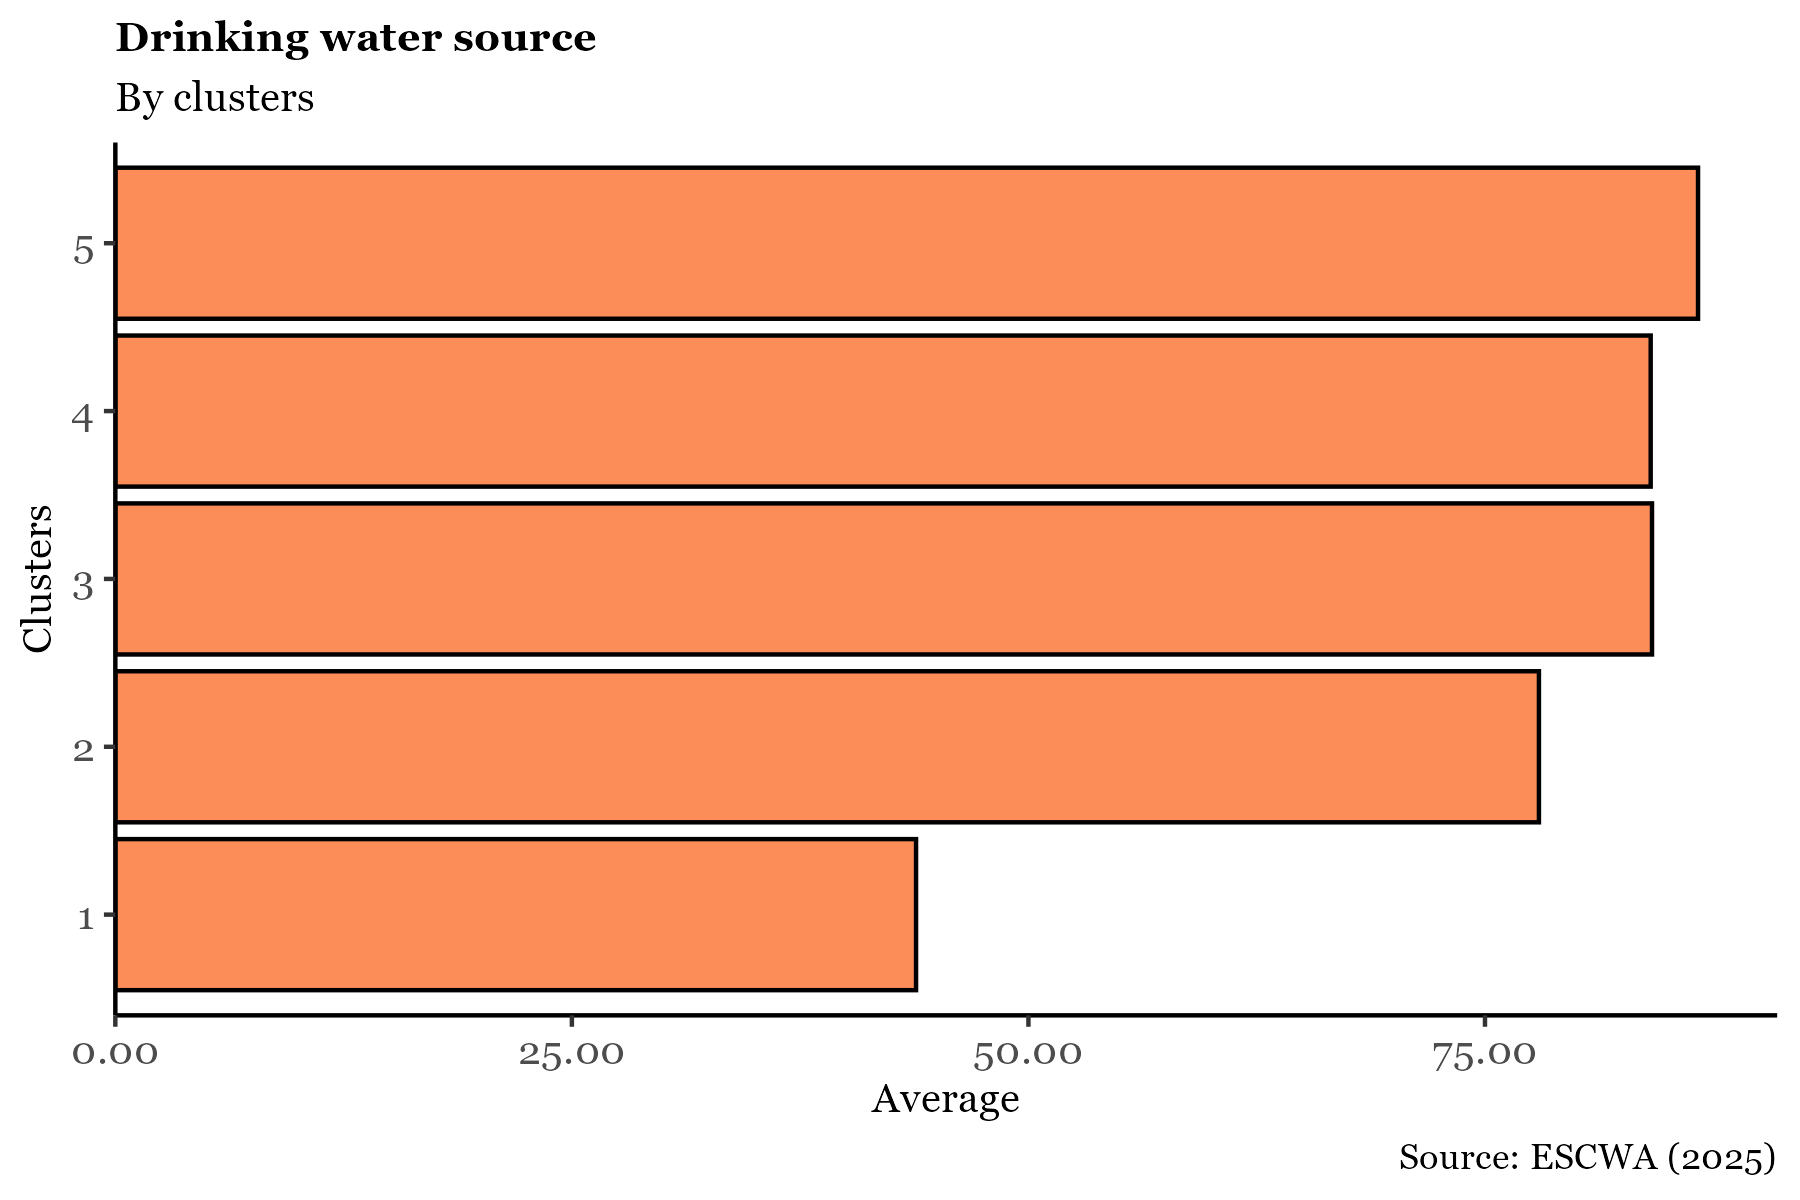 Drinking water source
By clusters
Clusters
5
4
3
2
1
0.00 25.00 50.00 75.00
Average
Source: ESCWA (2025)